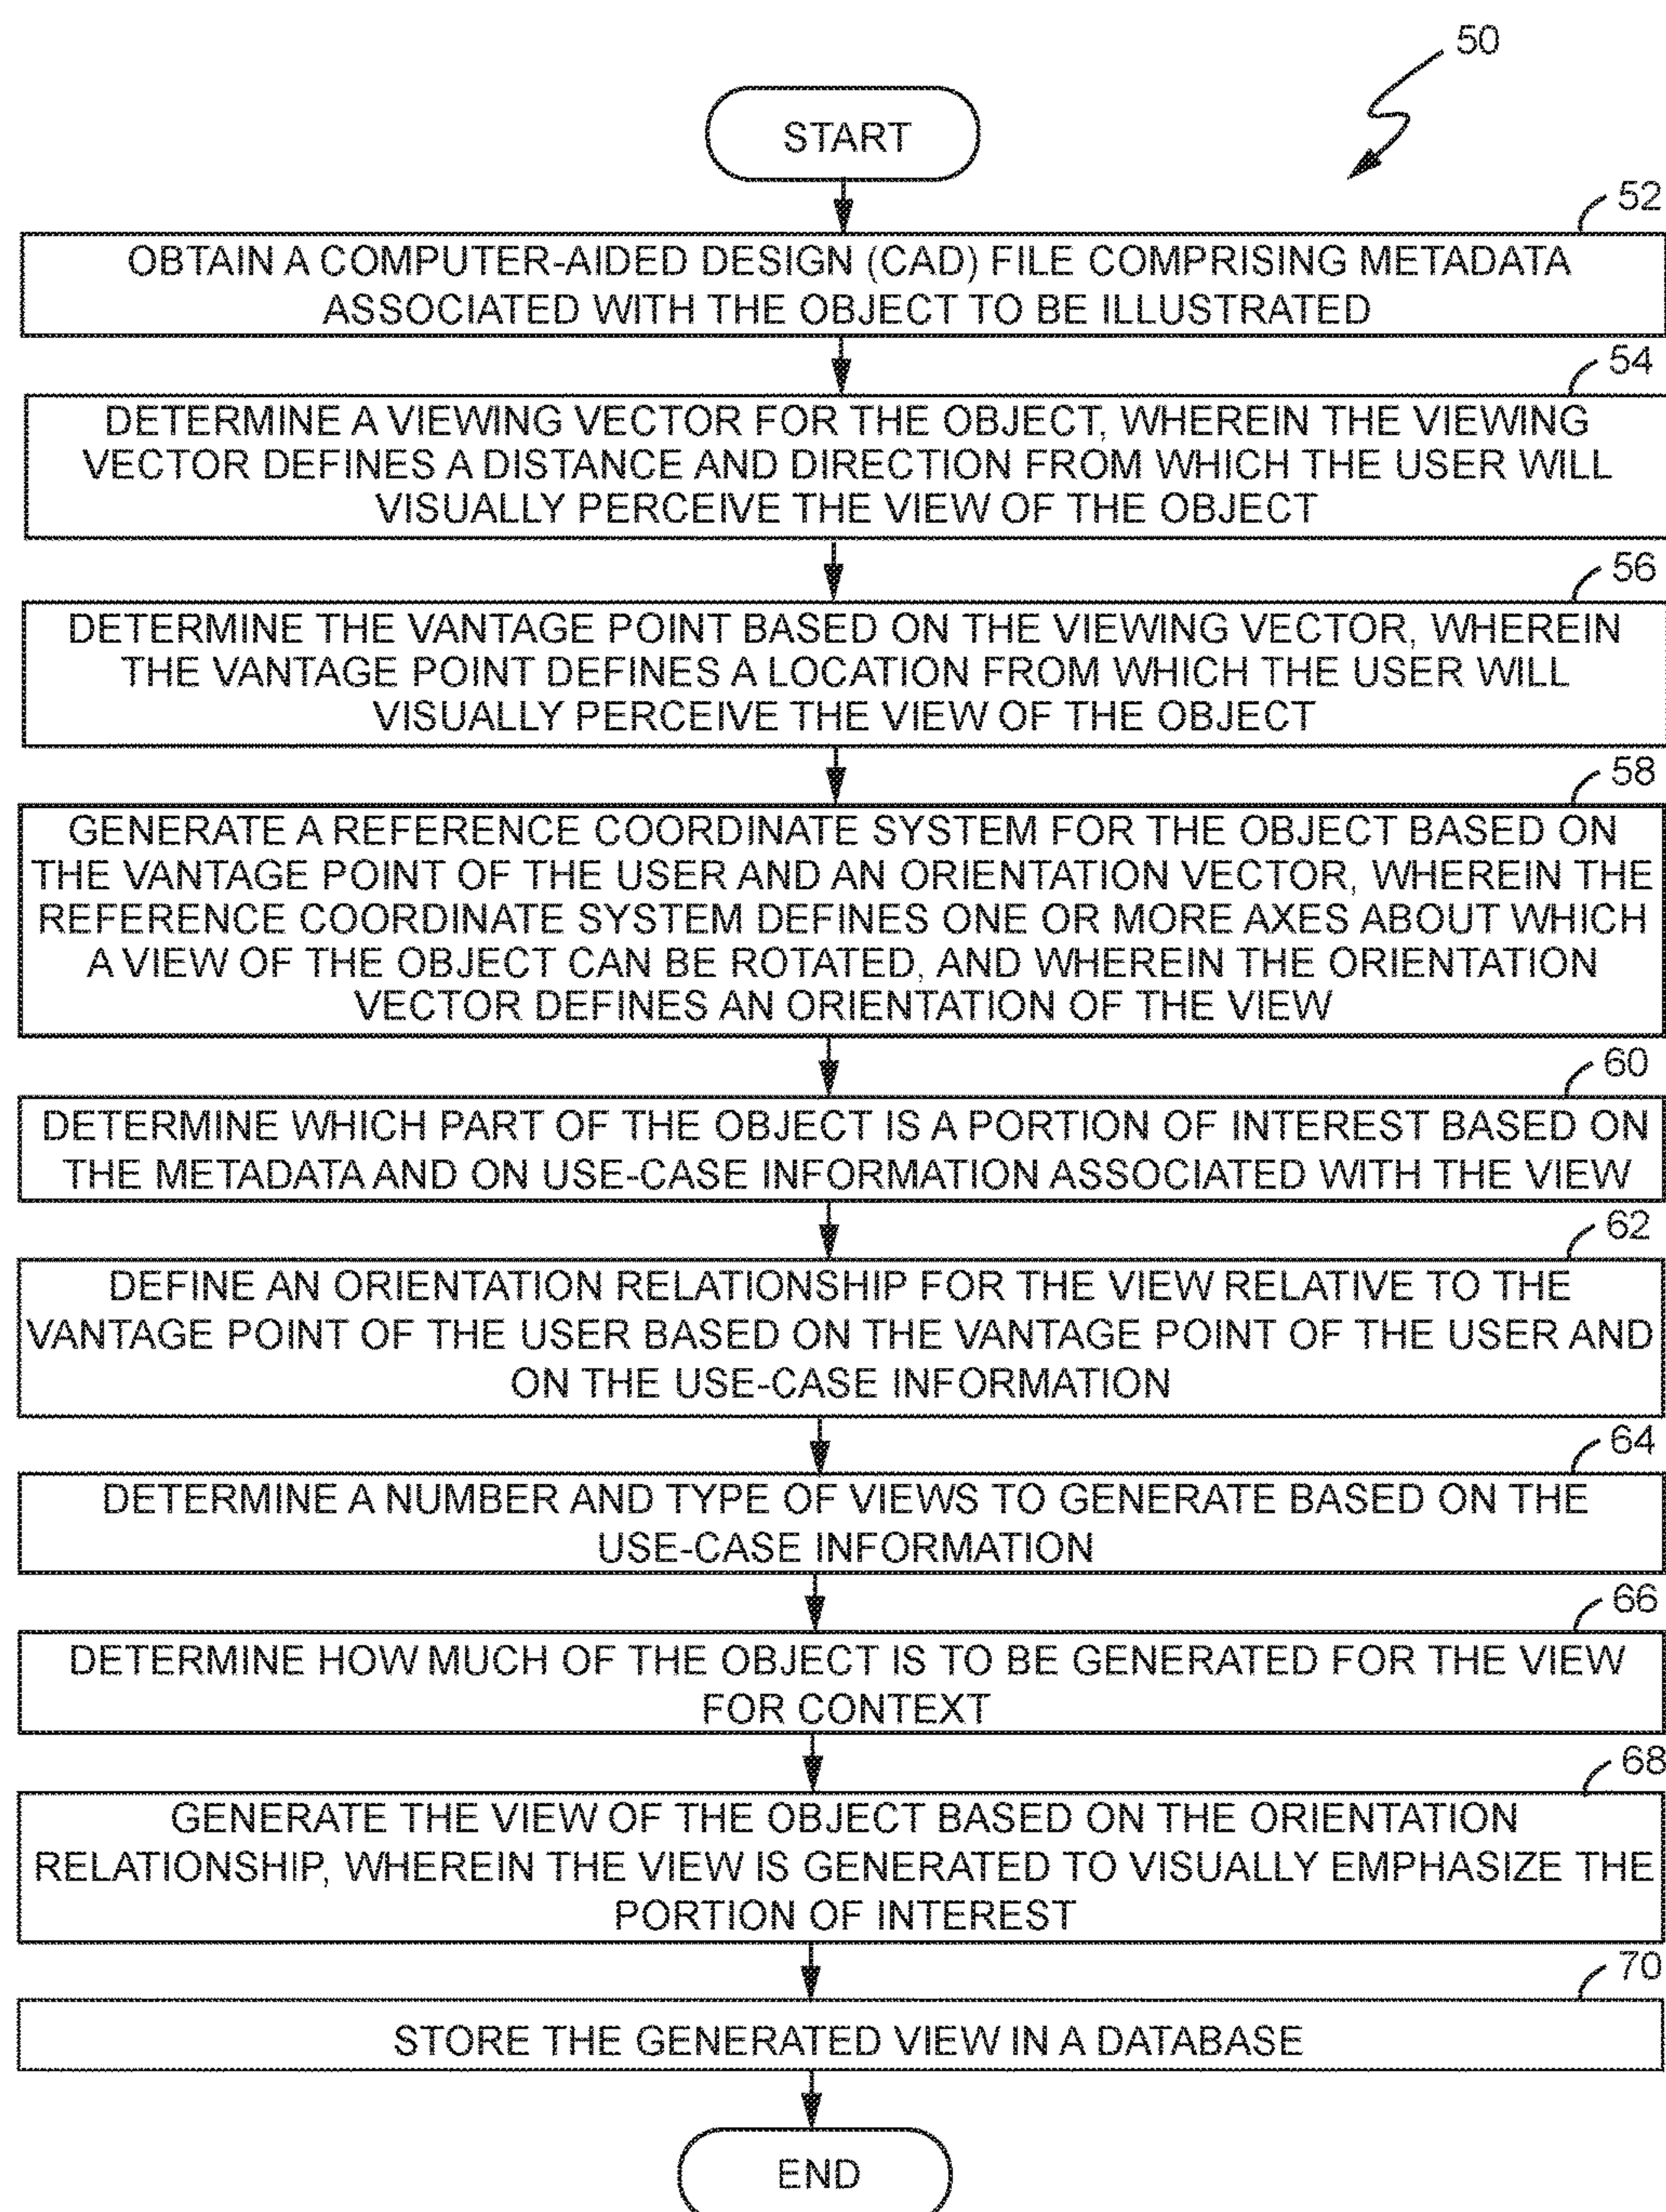 50
START
52
OBTAIN A COMPUTER-AIDED DESIGN (CAD) FILE COMPRISING METADATA
ASSOCIATED WITH THE OBJECT TO BE ILLUSTRATED
54
DETERMINE A VIEWING VECTOR FOR THE OBJECT, WHEREIN THE VIEWING
VECTOR DEFINES A DISTANCE AND DIRECTION FROM WHICH THE USER WILL
VISUALLY PERCEIVE THE VIEW OF THE OBJECT
56
DETERMINE THE VANTAGE POINT BASED ON THE VIEWING VECTOR, WHEREIN
THE VANTAGE POINT DEFINES A LOCATION FROM WHICH THE USER WILL
VISUALLY PERCEIVE THE VIEW OF THE OBJECT
58
GENERATE A REFERENCE COORDINATE SYSTEM FOR THE OBJECT BASED ON
THE VANTAGE POINT OF THE USER AND AN ORIENTATION VECTOR, WHEREIN THE
REFERENCE COORDINATE SYSTEM DEFINES ONE OR MORE AXES ABOUT WHICH
A VIEW OF THE OBJECT CAN BE ROTATED, AND WHEREIN THE ORIENTATION
VECTOR DEFINES AN ORIENTATION OF THE VIEW
60
DETERMINE WHICH PART OF THE OBJECT IS A PORTION OF INTEREST BASED ON
THE METADATA AND ON USE-CASE INFORMATION ASSOCIATED WITH THE VIEW
62
DEFINE AN ORIENTATION RELATIONSHIP FOR THE VIEW RELATIVE TO THE
VANTAGE POINT OF THE USER BASED ON THE VANTAGE POINT OF THE USER AND
ON THE USE-CASE INFORMATION
64
DETERMINE A NUMBER AND TYPE OF VIEWS TO GENERATE BASED ON THE
USE-CASE INFORMATION
66
DETERMINE HOW MUCH OF THE OBJECT IS TO BE GENERATED FOR THE VIEW
FOR CONTEXT
68
GENERATE THE VIEW OF THE OBJECT BASED ON THE ORIENTATION
RELATIONSHIP, WHEREIN THE VIEW IS GENERATED TO VISUALLY EMPHASIZE THE
PORTION OF INTEREST
70
STORE THE GENERATED VIEW IN A DATABASE
END